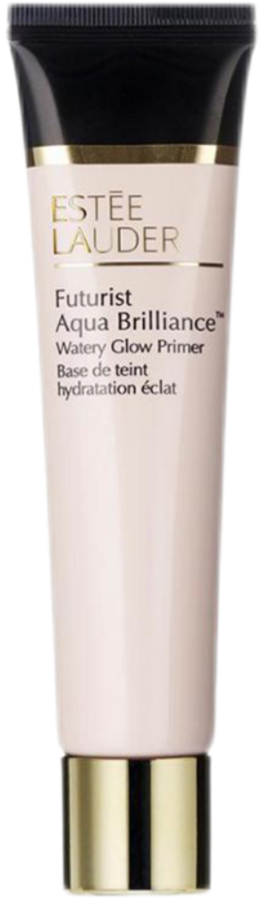 ESTĒE
LAUDER
Futurist
Aqua Brilliance™
Watery Glow Primer
Base de teint
hydratation éclat